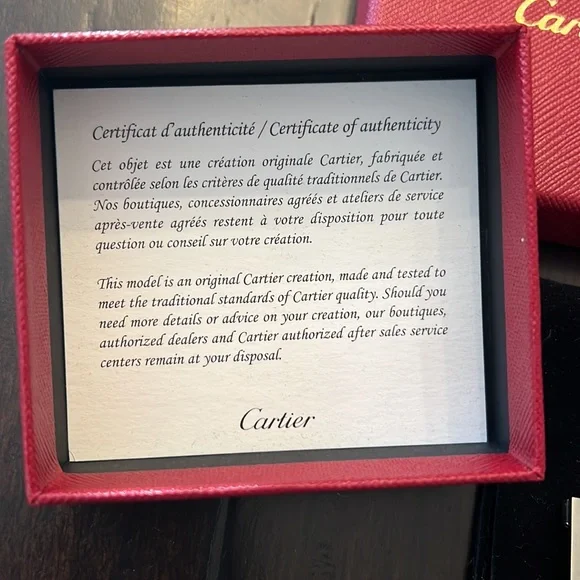 Car
Certificat d'authenticité / Certificate of authenticity
Cet objet est une création originale Cartier, fabriquée et
contrôlée selon les critères de qualité traditionnels de Cartier.
Nos boutiques, concessionnaires agréés et ateliers de service
après-vente agréés restent à votre disposition pour toute
question ou conseil sur votre création.
This model is an original Cartier creation, made and tested to
meet the traditional standards of Cartier quality. Should you
need more details or advice on your creation, our boutiques,
authorized dealers and Cartier authorized after sales service
centers remain at your disposal.
Cartier